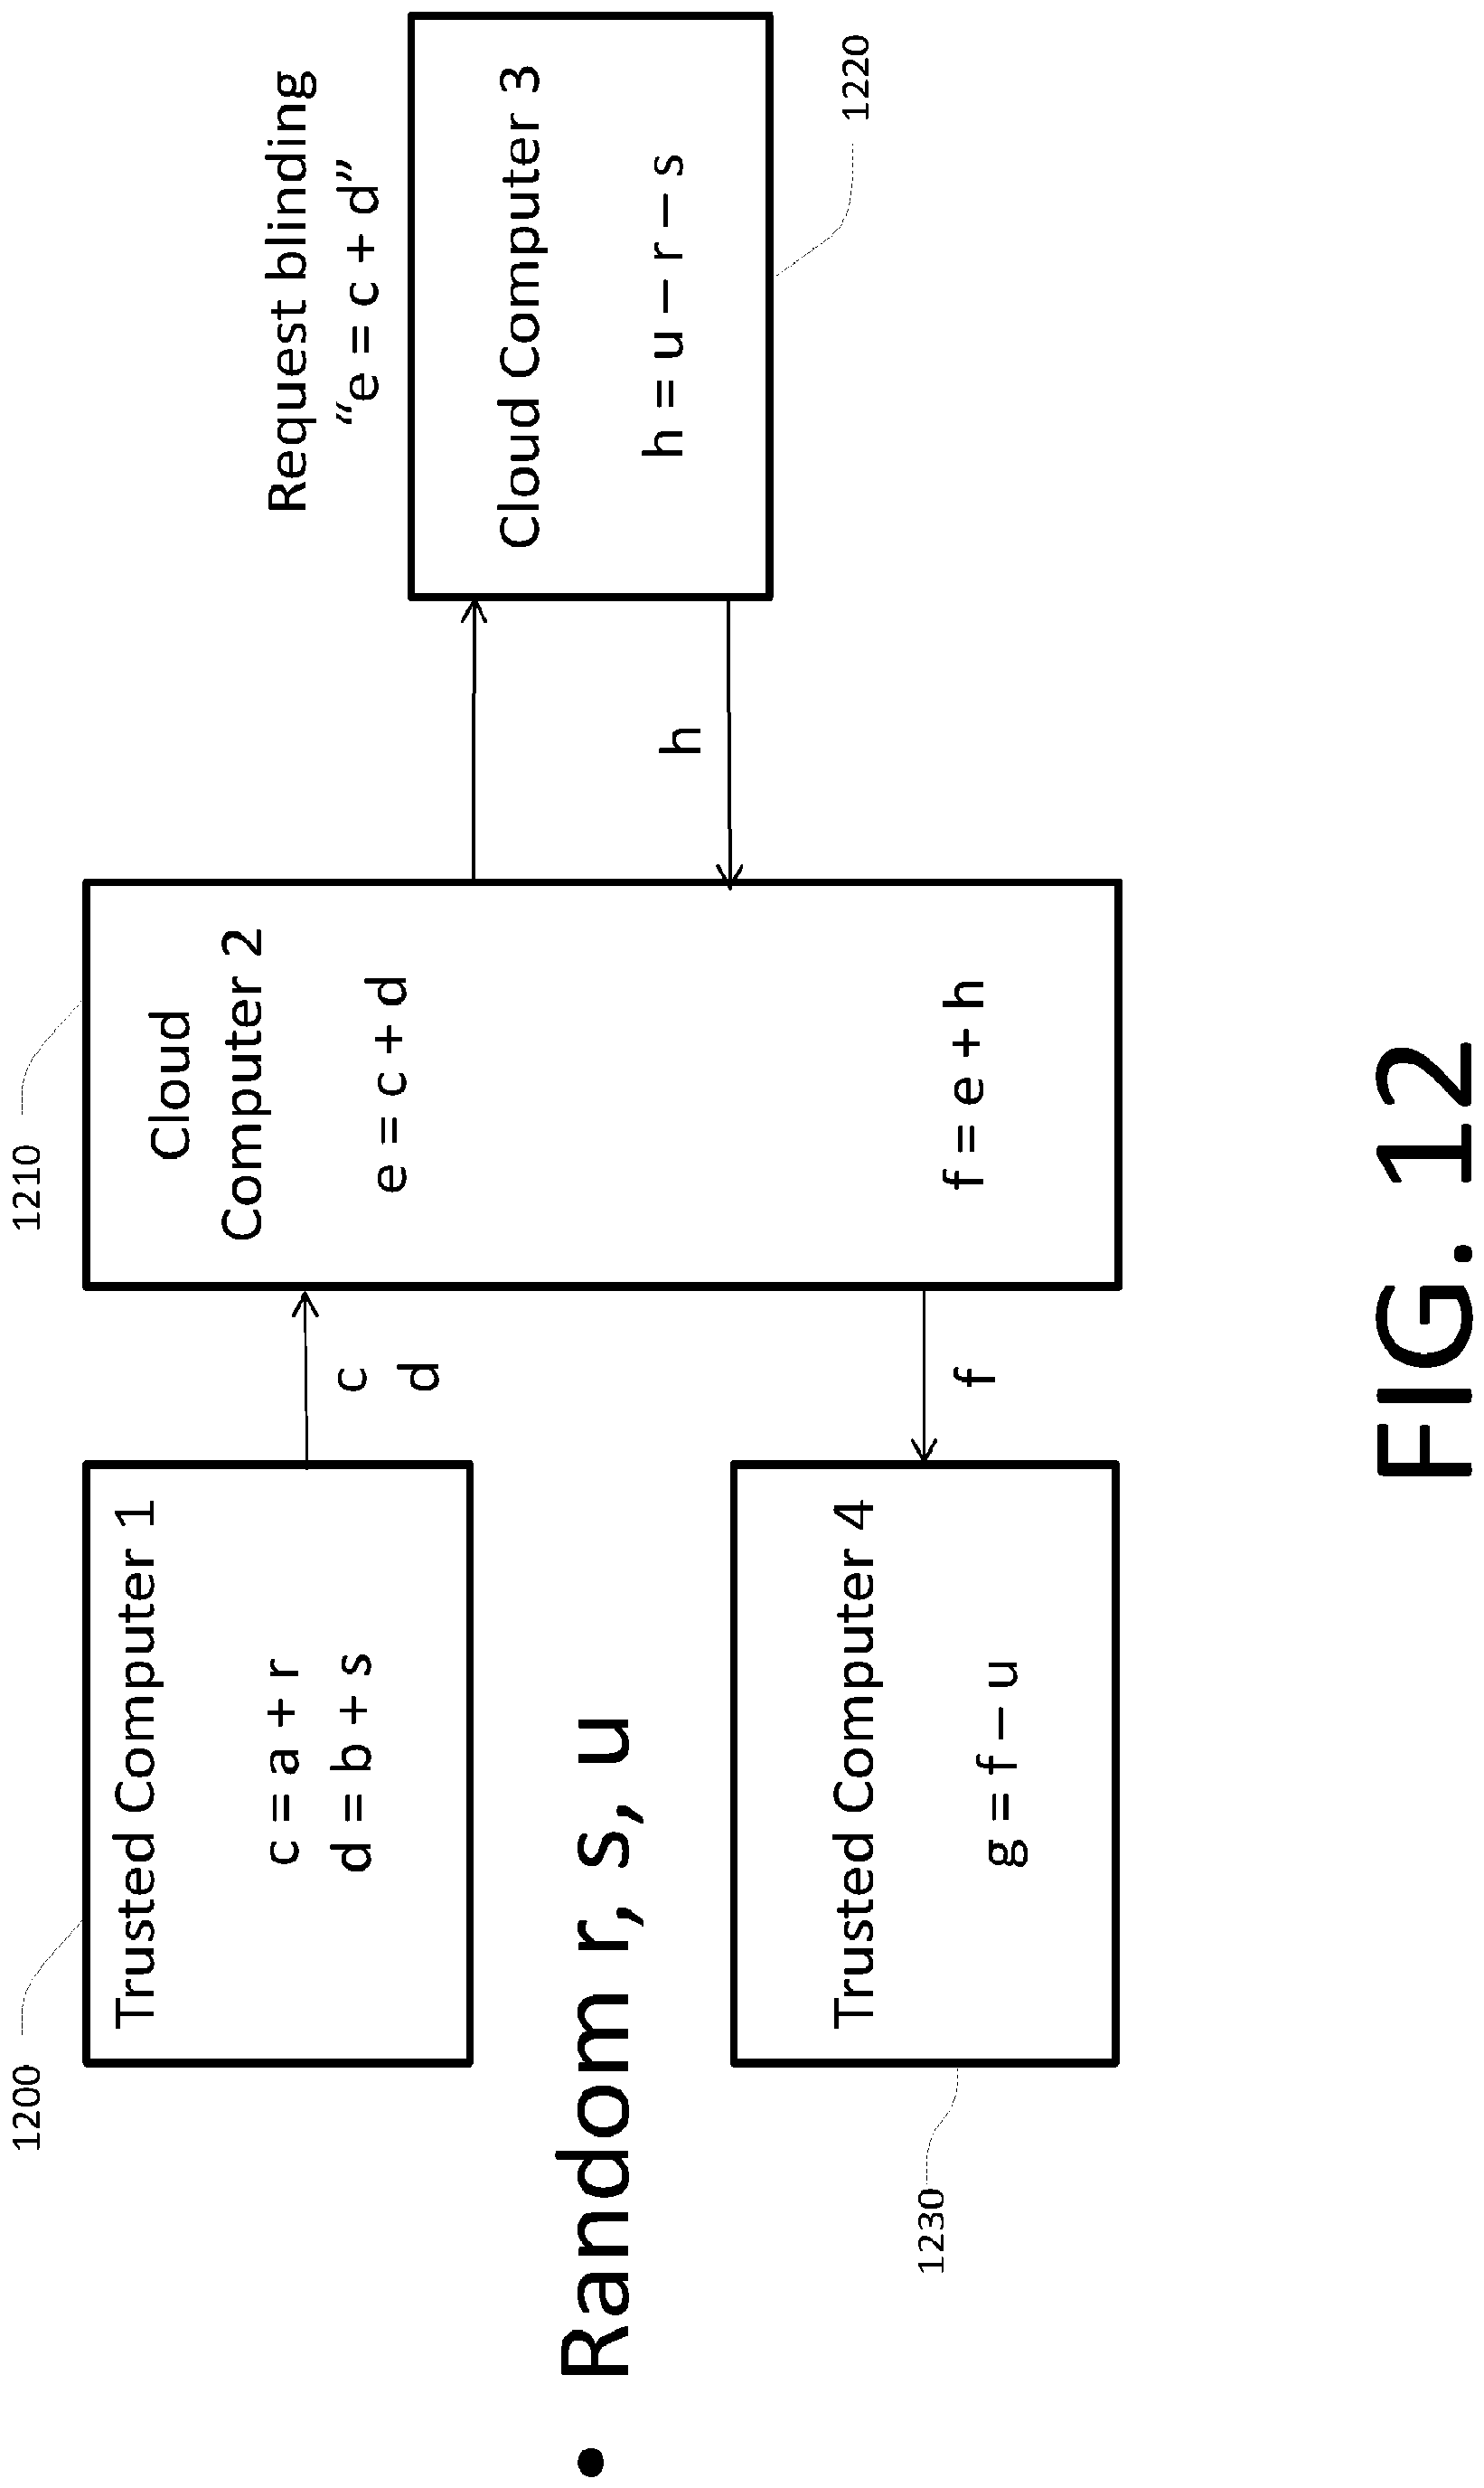 1200
Trusted Computer 1
c = a + r
d = b + s
c
d
1210
Cloud
Computer 2
e = c + d
f = e + h
Request blinding
“e = c + d”
Cloud Computer 3
h = u – r – s
1220
h
• Random r, s, u
f
Trusted Computer 4
g = f – u
1230
FIG. 12